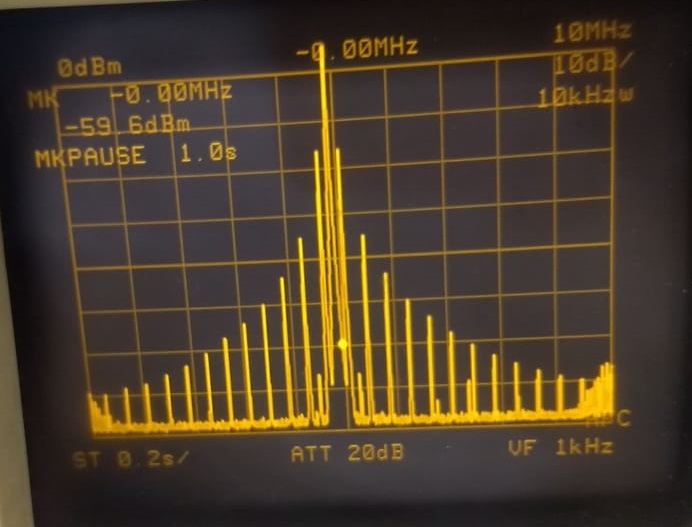 0dBm -0.00MHz 10MHz
10dB/
MK -0.00MHz 10kHzw
-59.6dBm
MKPAUSE 1.0s
ST 0.2s/ ATT 20dB VF 1kHz